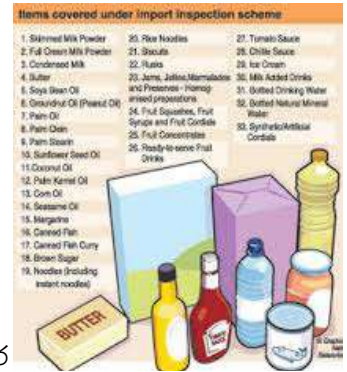 Items covered under import inspection scheme
1. Skimmed Milk Powder
2. Full Cream Milk Powder
3. Condensed Milk
4. Butter
5. Soya Bean Oil
6. Groundnut Oil (Peanut Oil)
7. Palm Oil
8. Palm Olein
9. Palm Stearin
10. Sunflower Seed Oil
11. Coconut Oil
12. Palm Kernel Oil
13. Corn Oil
14. Seasame Oil
15. Margarine
16. Canned Fish
17. Canned Fish Curry
18. Brown Sugar
19. Noodles (Including
instant noodles)
20. Rice Noodles
21. Biscuits
22. Rusks
23. Jams, Jellies, Marmalades
and Preserves - Homog
enised preparations
24. Fruit Squashes, Fruit
Syrups and Fruit Cordials
25. Fruit Concentrates
26. Ready-to-serve Fruit
Drinks
27. Tomato Sauce
28. Chillie Sauce
29. Ice Cream
30. Milk Added Drinks
31. Bottled Drinking Water
32. Bottled Natural Mineral
Water
33. Synthetic/Artificial
Cordials
BUTTER
TOMATO